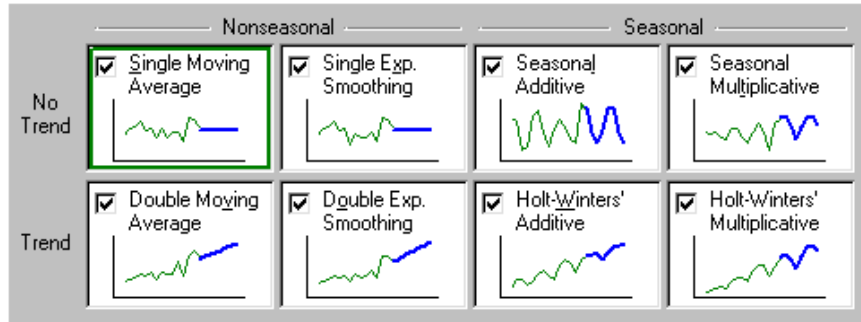 Nonseasonal
Seasonal
No
Trend
Single Moving
Average
Single Exp.
Smoothing
Seasonal
Additive
Seasonal
Multiplicative
Trend
Double Moving
Average
Double Exp.
Smoothing
Holt-Winters'
Additive
Holt-Winters'
Multiplicative